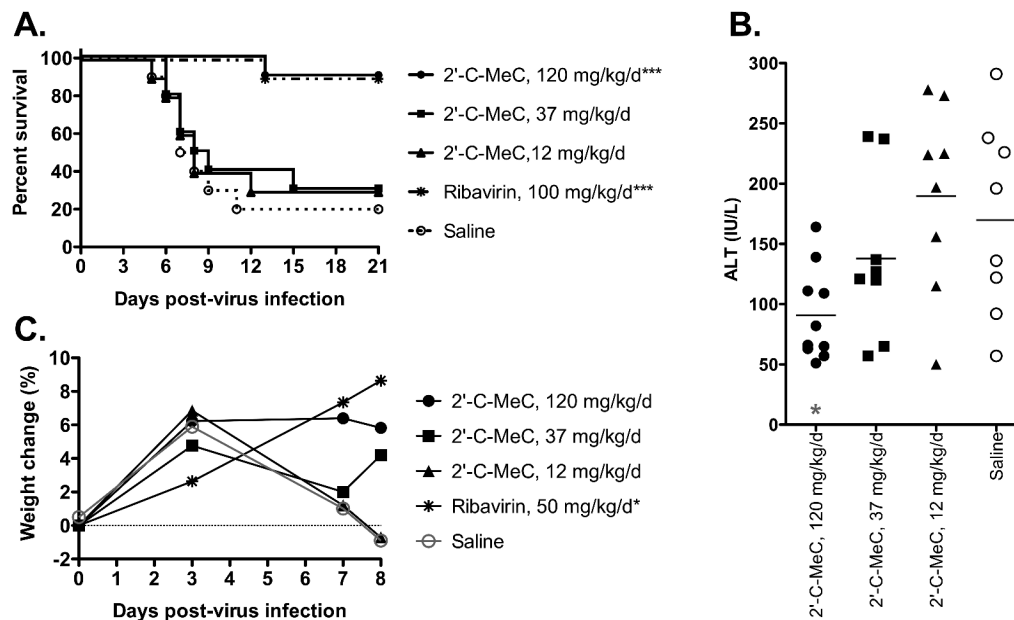 A.
Percent survival
100
80
60
40
20
0
0 3 6 9 12 15 18 21
Days post-virus infection
2'-C-MeC, 120 mg/kg/d***
2'-C-MeC, 37 mg/kg/d
2'-C-MeC,12 mg/kg/d
Ribavirin, 100 mg/kg/d***
Saline
B.
ALT (IU/L)
300
250
200
150
100
50
0
*
2'-C-MeC, 120 mg/kg/d
2'-C-MeC, 37 mg/kg/d
2'-C-MeC, 12 mg/kg/d
Saline
C.
Weight change (%)
10
8
6
4
2
0
-2
0 1 2 3 4 5 6 7 8
Days post-virus infection
2'-C-MeC, 120 mg/kg/d
2'-C-MeC, 37 mg/kg/d
2'-C-MeC, 12 mg/kg/d
Ribavirin, 50 mg/kg/d*
Saline